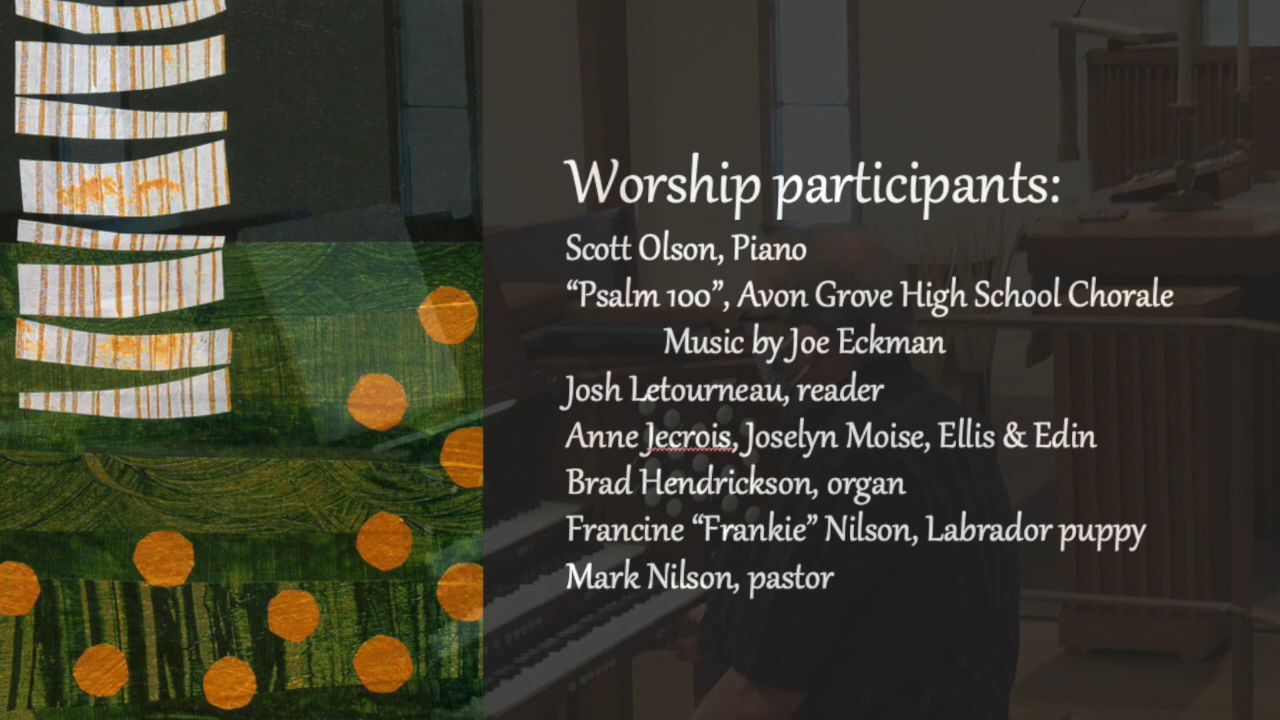 Worship participants:
Scott Olson, Piano
“Psalm 100”, Avon Grove High School Chorale
Music by Joe Eckman
Josh Letourneau, reader
Anne Jecrois, Joselyn Moise, Ellis & Edin
Brad Hendrickson, organ
Francine “Frankie” Nilson, Labrador puppy
Mark Nilson, pastor